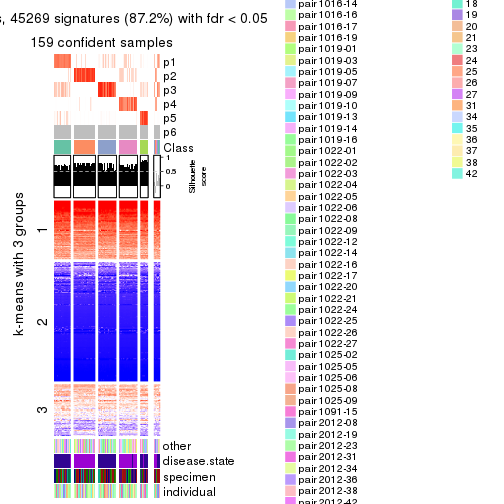 s, 45269 signatures (87.2%) with fdr < 0.05
159 confident samples
p1
p2
p3
p4
p5
p6
Class
1
0.5
0
Silhouette
score
k-means with 3 groups
1
2
3
other
disease.state
specimen
individual
pair1016-14
pair1016-16
pair1016-17
pair1016-19
pair1019-01
pair1019-03
pair1019-05
pair1019-07
pair1019-09
pair1019-10
pair1019-13
pair1019-14
pair1019-16
pair1022-01
pair1022-02
pair1022-03
pair1022-04
pair1022-05
pair1022-06
pair1022-08
pair1022-09
pair1022-12
pair1022-14
pair1022-16
pair1022-17
pair1022-20
pair1022-21
pair1022-24
pair1022-25
pair1022-26
pair1022-27
pair1025-02
pair1025-05
pair1025-06
pair1025-08
pair1025-09
pair1091-15
pair2012-08
pair2012-19
pair2012-23
pair2012-31
pair2012-34
pair2012-36
pair2012-38
pair2012-42
18
19
20
21
23
24
25
26
27
31
34
35
36
37
38
42